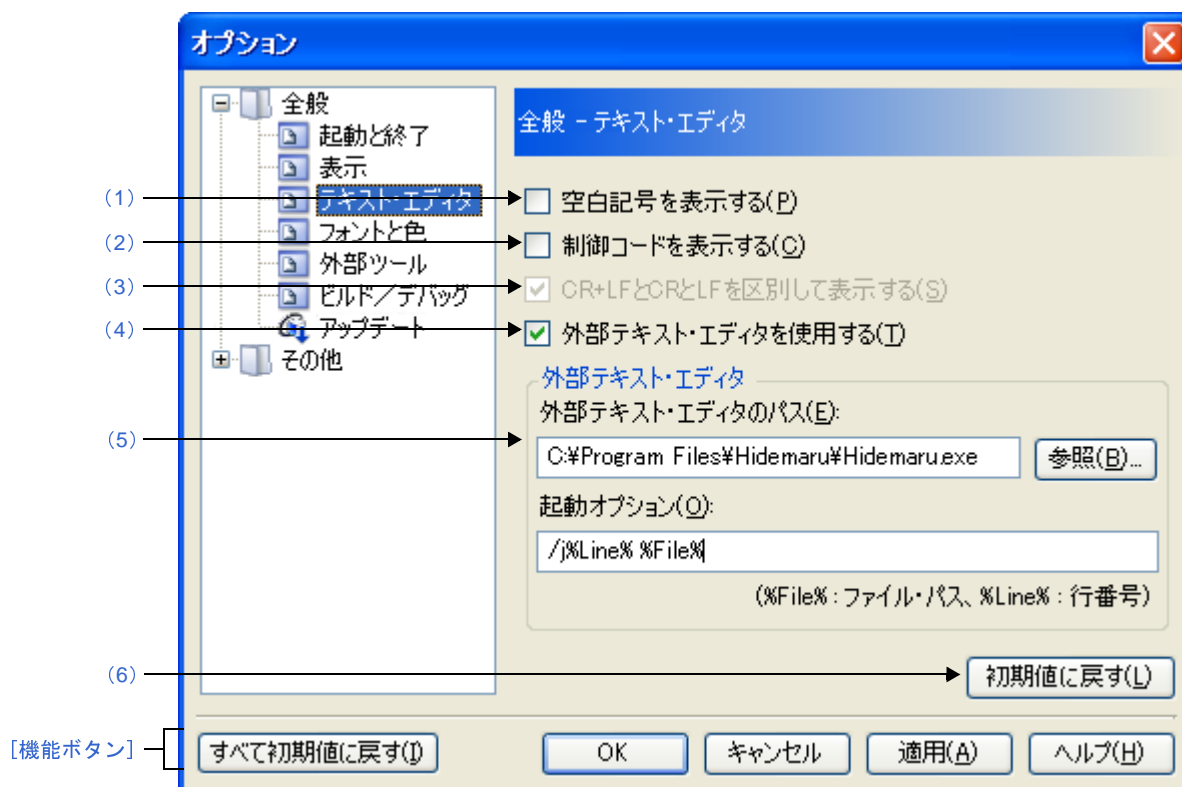 オプション
全般
起動と終了
表示
テキスト・エディタ
フォントと色
外部ツール
ビルド／デバッグ
アップデート
その他
全般 － テキスト・エディタ
(1)
空白記号を表示する(P)
(2)
制御コードを表示する(C)
(3)
CR+LFとCRとLFを区別して表示する(S)
(4)
外部テキスト・エディタを使用する(T)
外部テキスト・エディタ
外部テキスト・エディタのパス(E):
(5)
C:¥Program Files¥Hidemaru¥Hidemaru.exe
参照(B)...
起動オプション(O):
/j%Line% %File%
(%File% : ファイル・パス、%Line% : 行番号)
(6)
初期値に戻す(L)
[機能ボタン]
すべて初期値に戻す(I)
OK
キャンセル
適用(A)
ヘルプ(H)